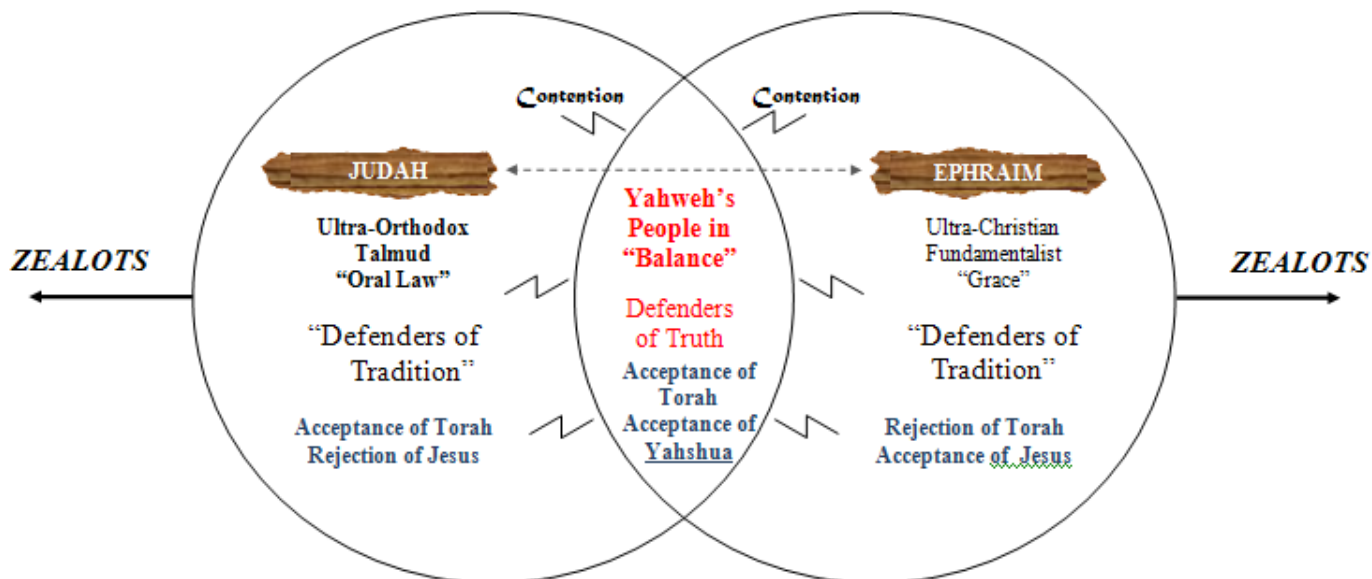 Contention
Contention
JUDAH
EPHRAIM
ZEALOTS
Ultra-Orthodox
Talmud
“Oral Law”
“Defenders of
Tradition”
Acceptance of Torah
Rejection of Jesus
Yahweh’s
People in
“Balance”
Defenders
of Truth
Acceptance of
Torah
Acceptance of
Yahshua
Ultra-Christian
Fundamentalist
“Grace”
“Defenders of
Tradition”
Rejection of Torah
Acceptance of Jesus
ZEALOTS